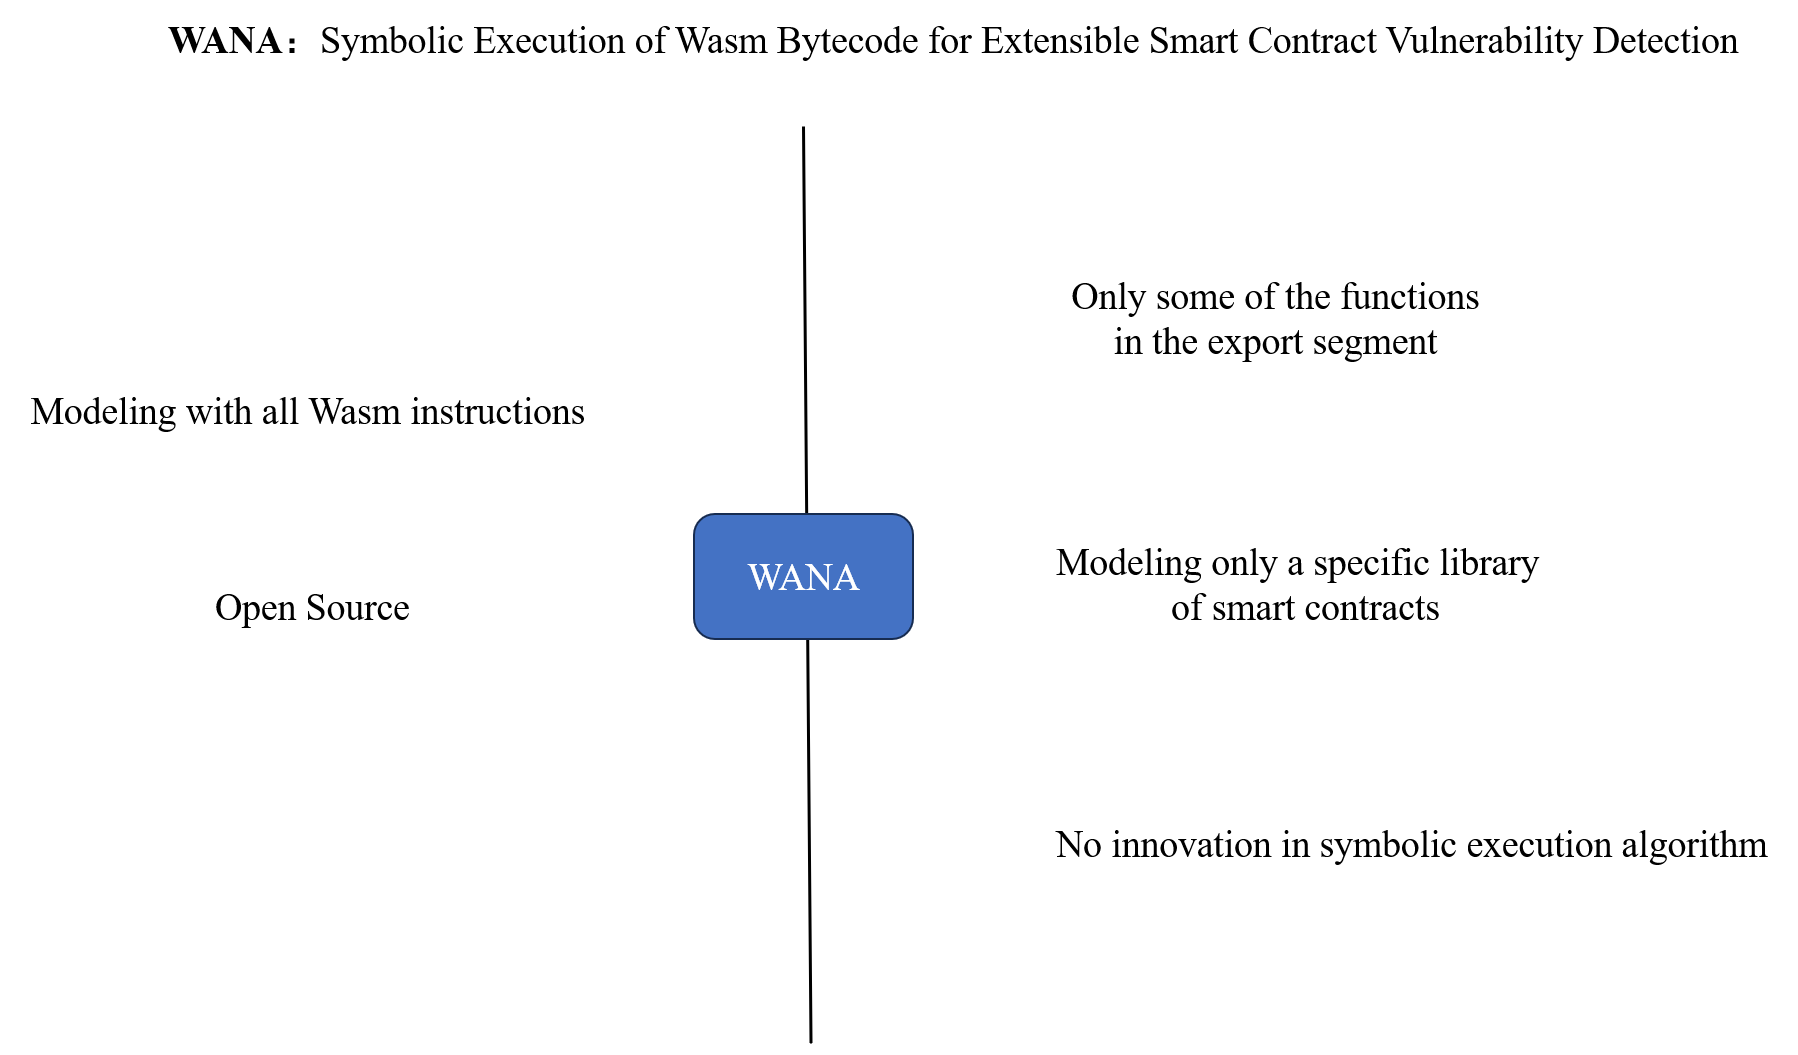 WANA：Symbolic Execution of Wasm Bytecode for Extensible Smart Contract Vulnerability Detection
Modeling with all Wasm instructions
Open Source
WANA
Only some of the functions
in the export segment
Modeling only a specific library
of smart contracts
No innovation in symbolic execution algorithm